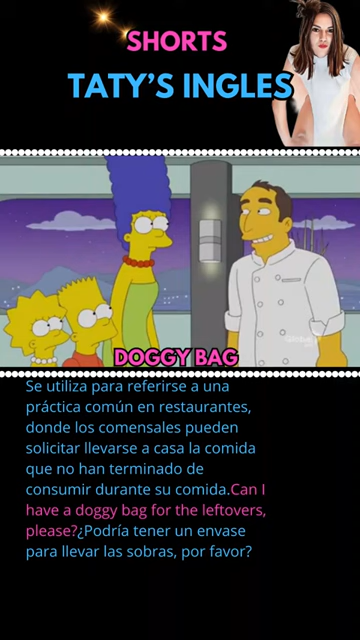 SHORTS
TATY'S INGLES
DOGGY BAG
Se utiliza para referirse a una
práctica común en restaurantes,
donde los comensales pueden
solicitar llevarse a casa la comida
que no han terminado de
consumir durante su comida.Can I
have a doggy bag for the leftovers,
please?¿Podría tener un envase
para llevar las sobras, por favor?